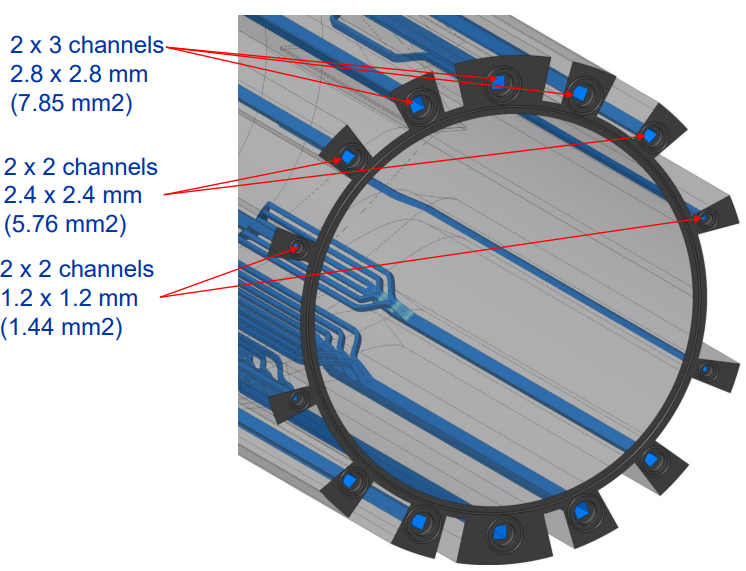 2 x 3 channels
2.8 x 2.8 mm
(7.85 mm2)
2 x 2 channels
2.4 x 2.4 mm
(5.76 mm2)
2 x 2 channels
1.2 x 1.2 mm
(1.44 mm2)